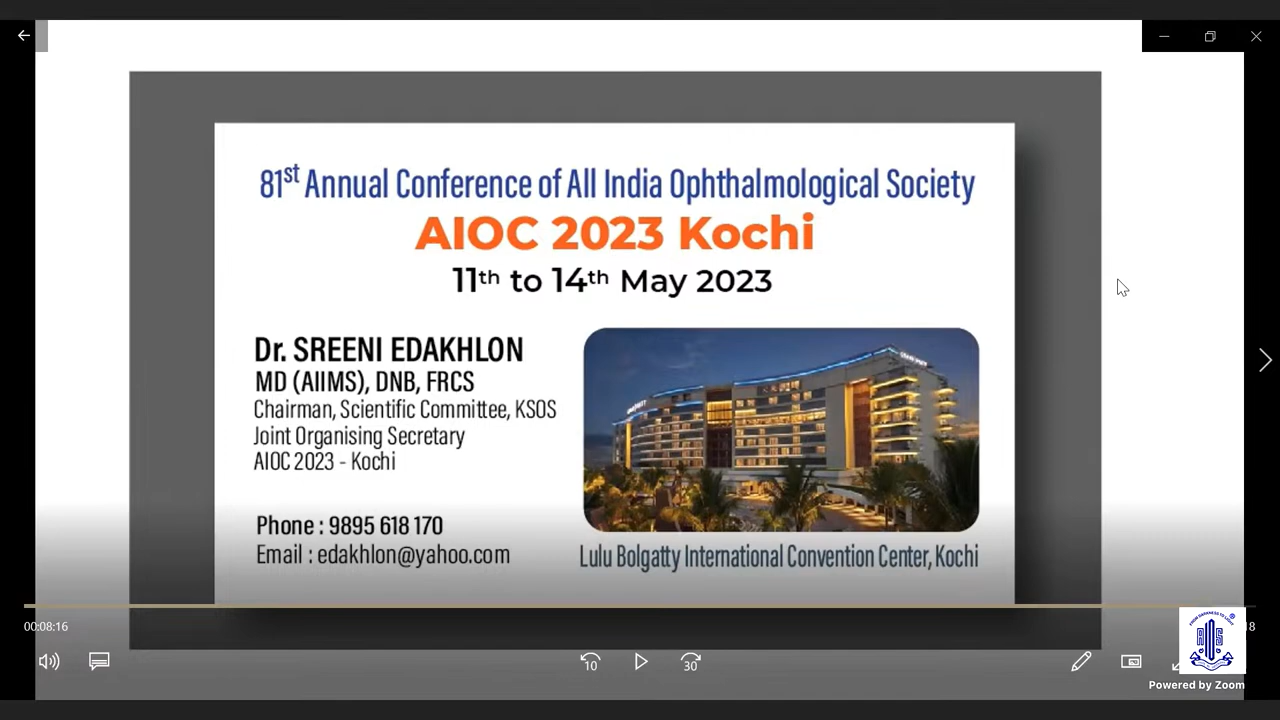 81st Annual Conference of All India Ophthalmological Society
AIOC 2023 Kochi
11th to 14th May 2023
Dr. SREENI EDAKHLON
MD (AIIMS), DNB, FRCS
Chairman, Scientific Committee, KSOS
Joint Organising Secretary
AIOC 2023 - Kochi
Phone : 9895 618 170
Email : edakhlon@yahoo.com
Lulu Bolgatty International Convention Center, Kochi
00:08:16
18
10
30
Powered by Zoom